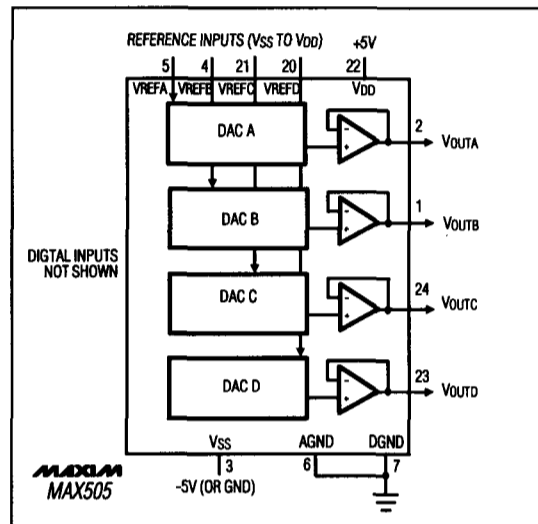 REFERENCE INPUTS (VSS TO VDD) +5V
5 4 21 20 22
VREFA VREFB VREFC VREFD VDD
DAC A
- +
2
VOUTA
DAC B
- +
1
VOUTB
DIGTAL INPUTS
NOT SHOWN
DAC C
- +
24
VOUTC
DAC D
- +
23
VOUTD
VSS AGND DGND
3 6 7
-5V (OR GND)
MAXIM
MAX505